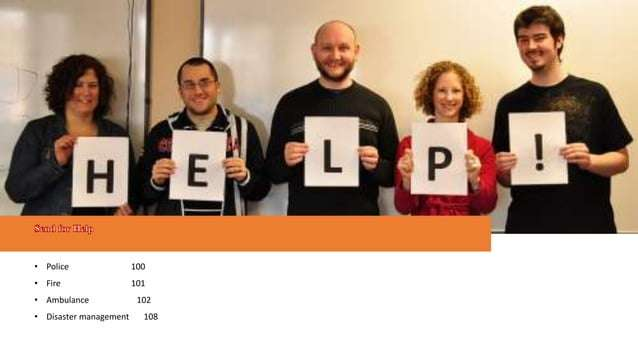 H E L P !
Send for Help
• Police 100
• Fire 101
• Ambulance 102
• Disaster management 108